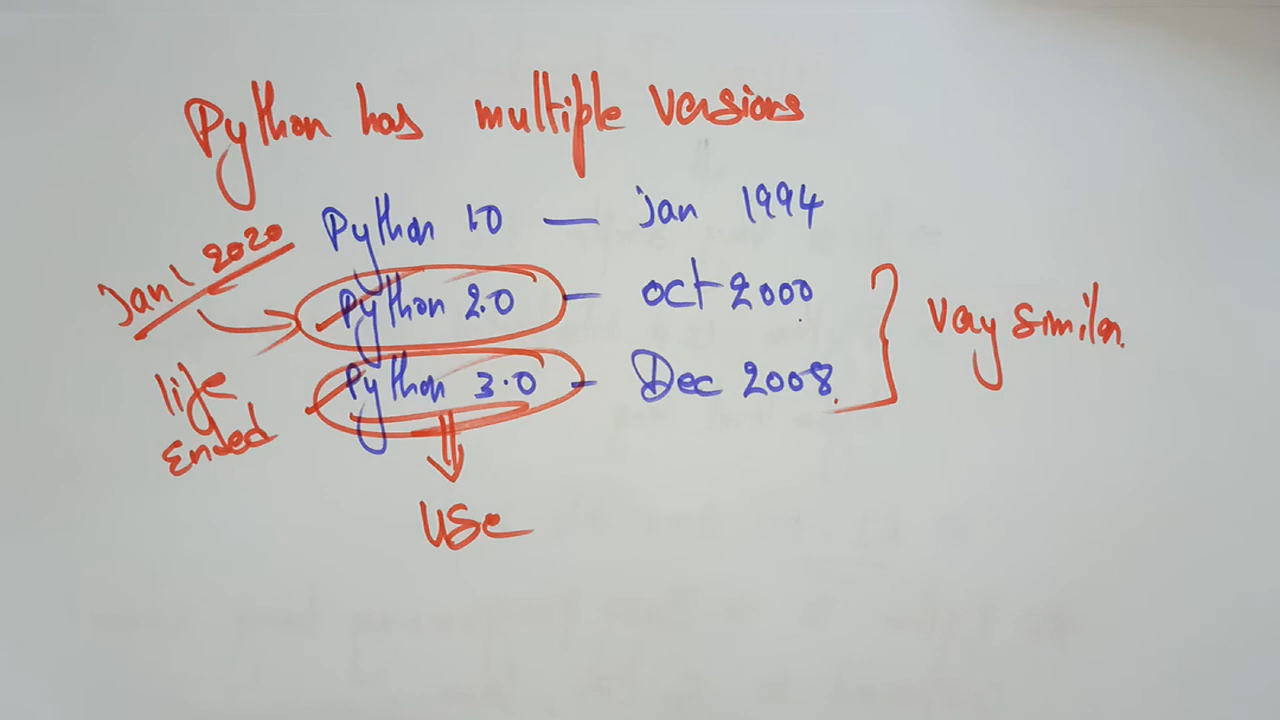 Python has multiple versions
Python 1.0 — Jan 1994
Jan 1 2020
Python 2.0 — Oct 2000
Python 3.0 — Dec 2008.
very similar.
life
Ended
use